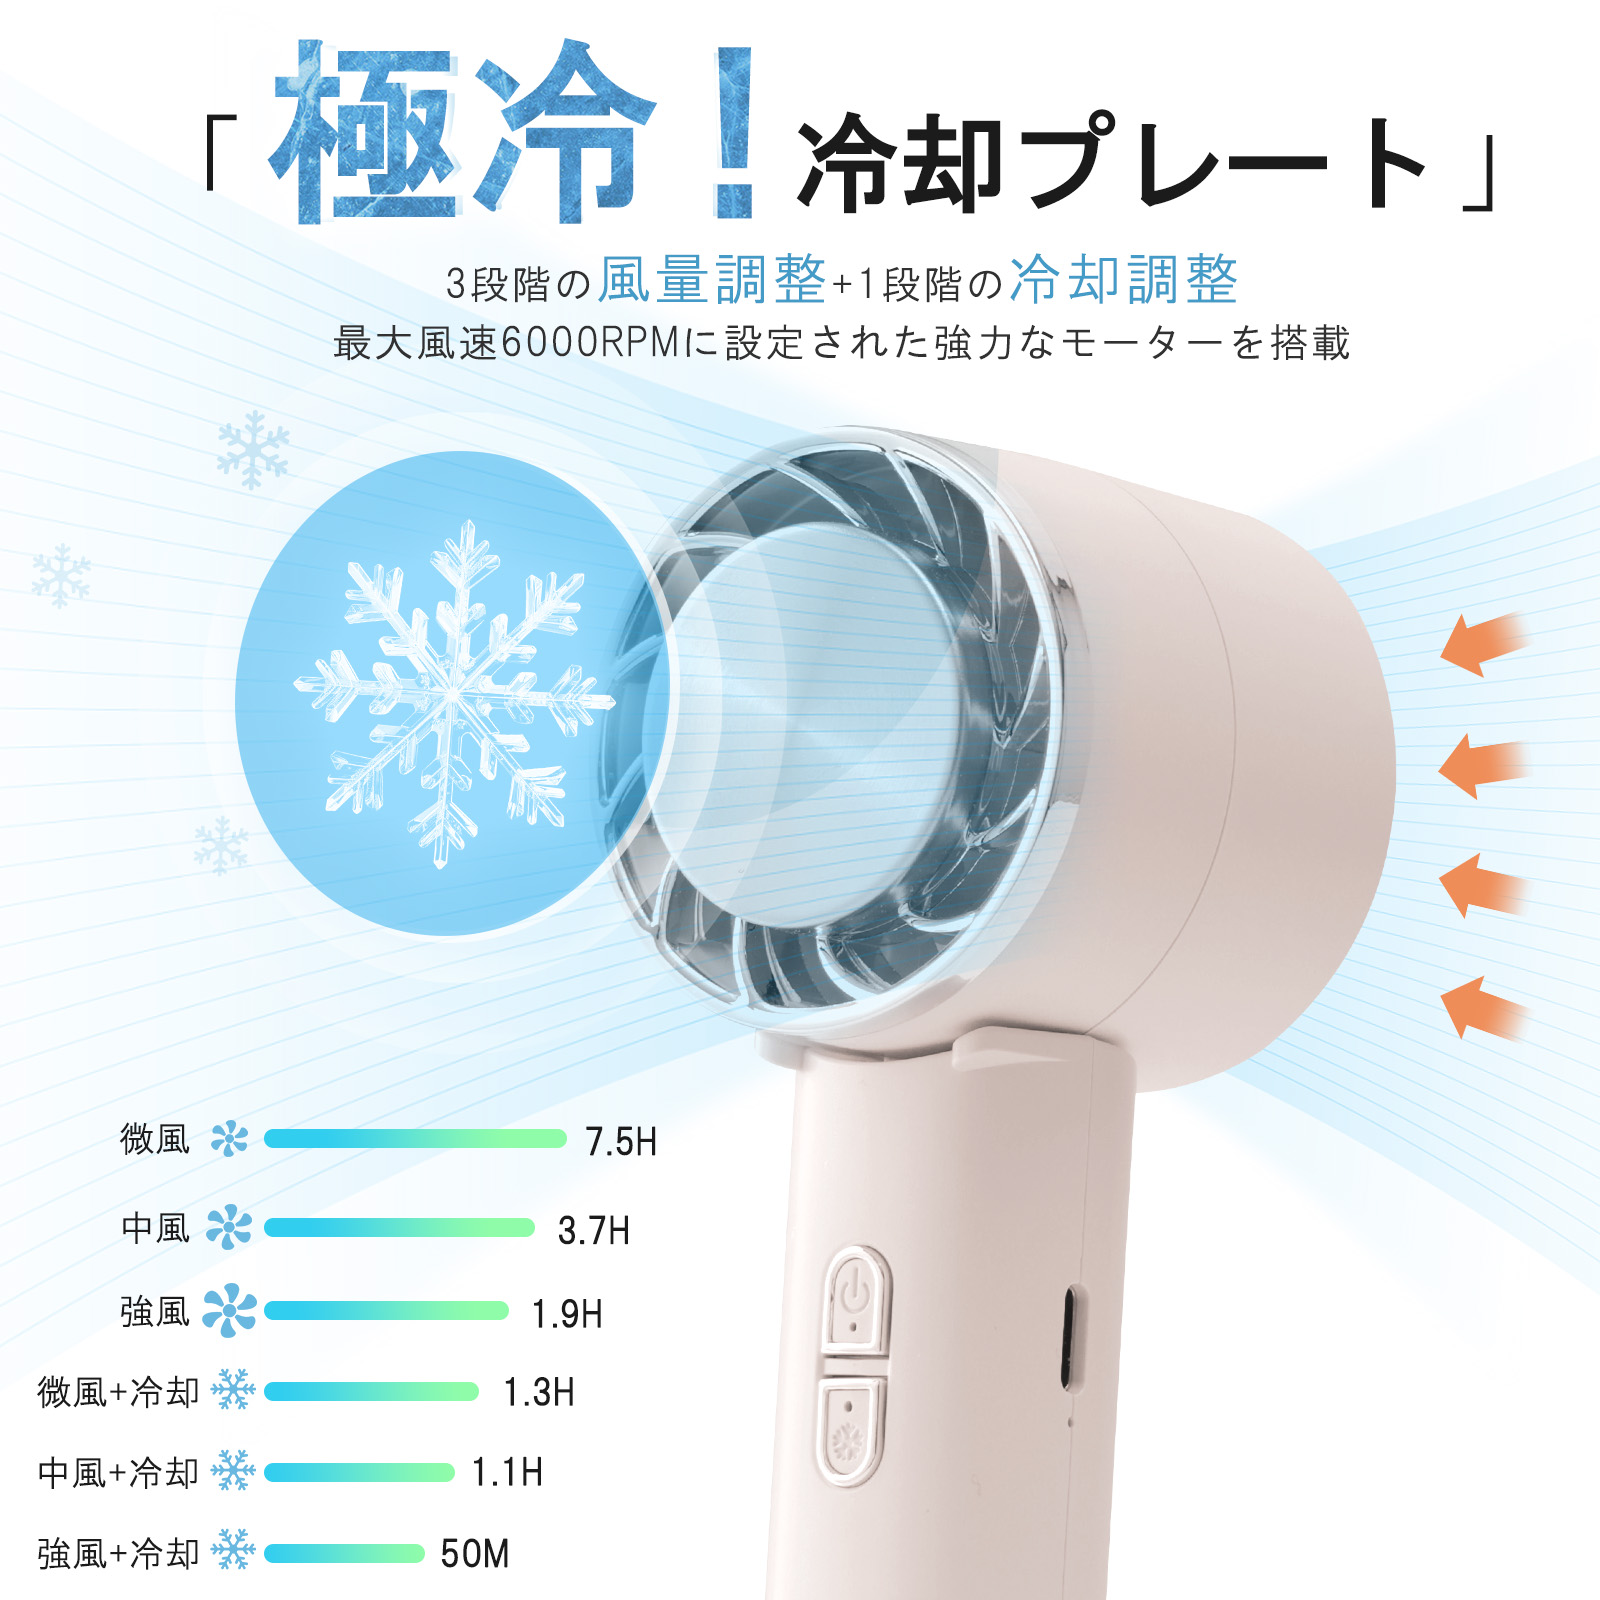 「極冷!冷却プレート」
3段階の風量調整+1段階の冷却調整
最大風速6000RPMに設定された強力なモーターを搭載
微風 7.5H
中風 3.7H
強風 1.9H
微風+冷却 1.3H
中風+冷却 1.1H
強風+冷却 50M